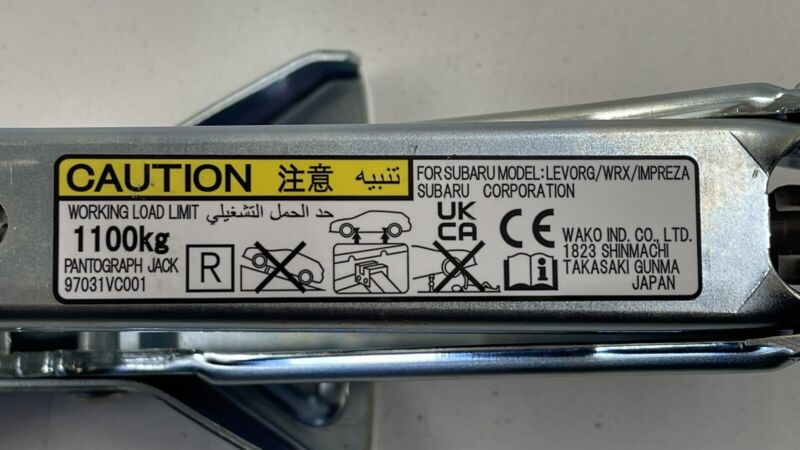 CAUTION 注意 تنبيه
FOR SUBARU MODEL:LEVORG/WRX/IMPREZA
SUBARU CORPORATION
WORKING LOAD LIMIT حد الحمل التشغيلي
1100kg
PANTOGRAPH JACK
97031VC001
R
UK
CA
CE
i
WAKO IND. CO., LTD.
1823 SHINMACHI
TAKASAKI GUNMA
JAPAN